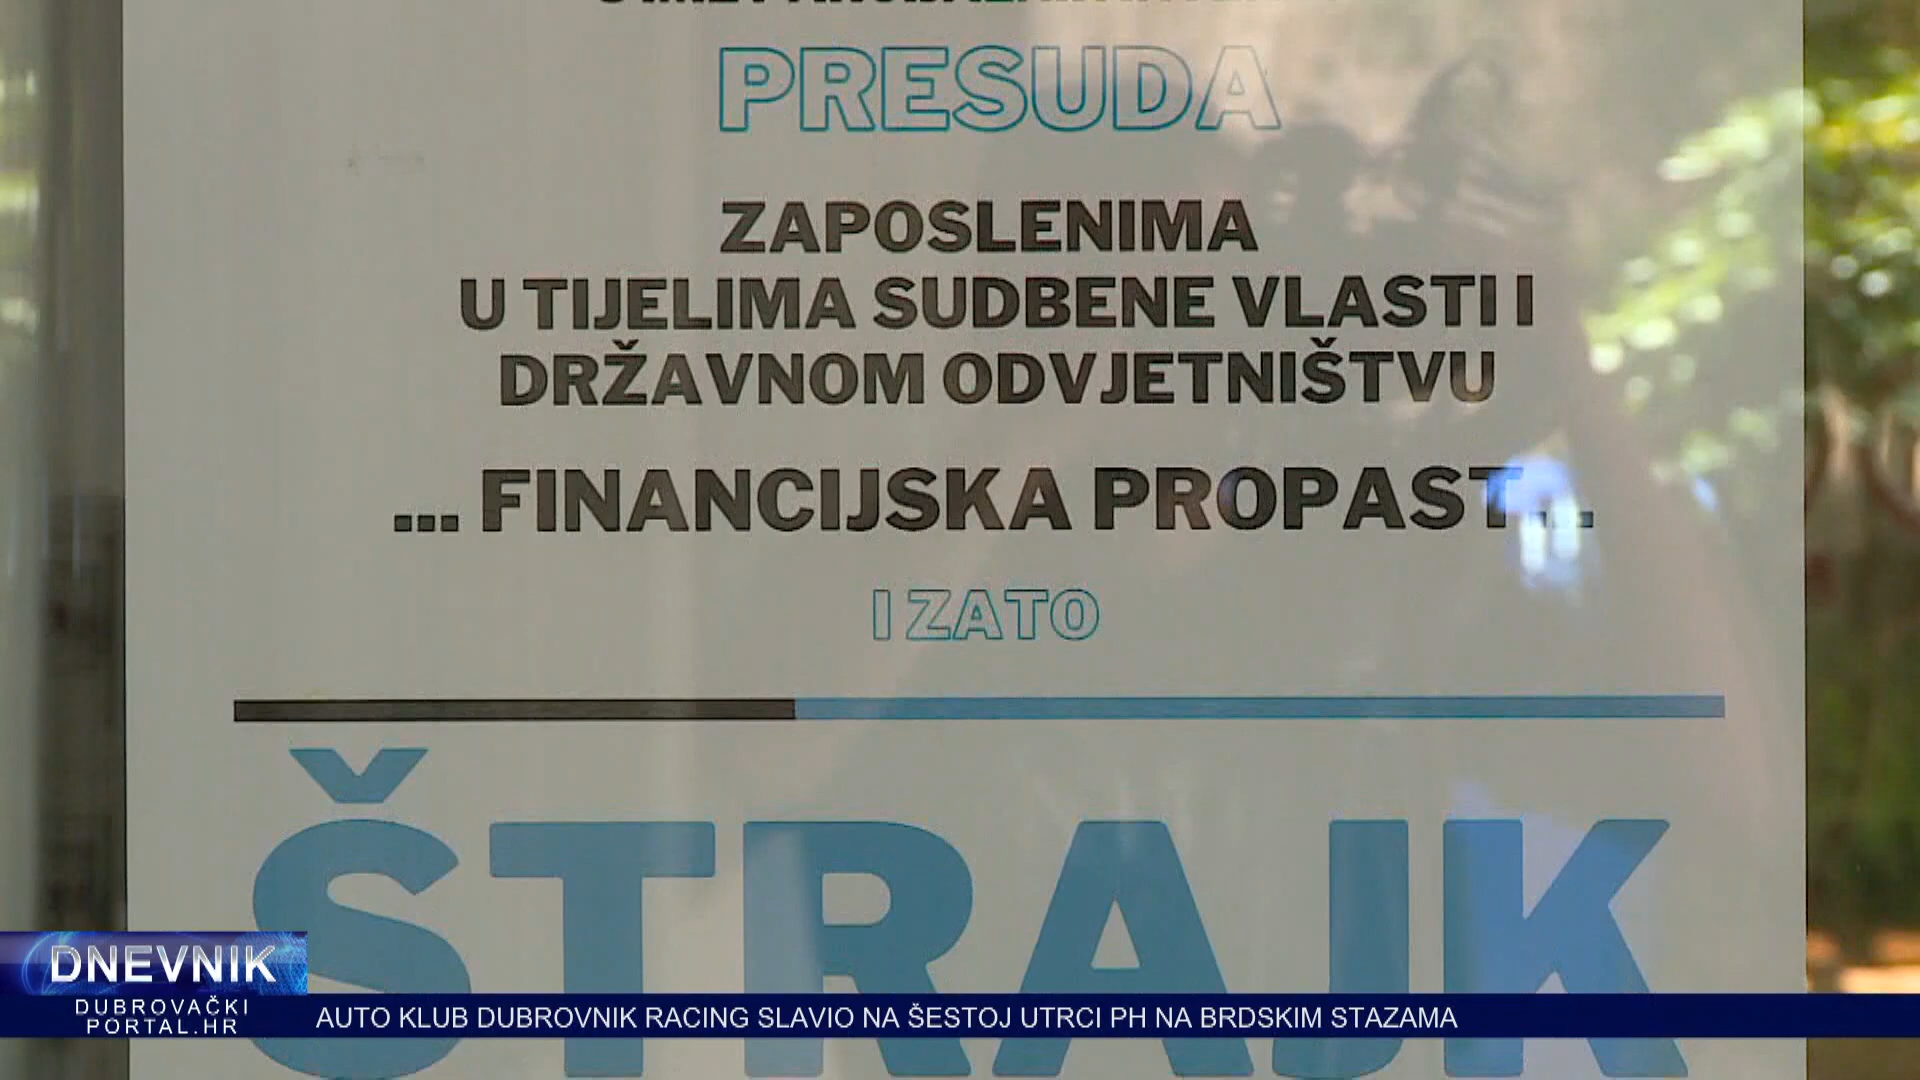 PRESUDA
ZAPOSLENIMA
U TIJELIMA SUDBENE VLASTI I
DRŽAVNOM ODVJETNIŠTVU
... FINANCIJSKA PROPAST...
I ZATO
ŠTRAJK
DNEVNIK
DUBROVAČKI
PORTAL.HR
AUTO KLUB DUBROVNIK RACING SLAVIO NA ŠESTOJ UTRCI PH NA BRDSKIM STAZAMA